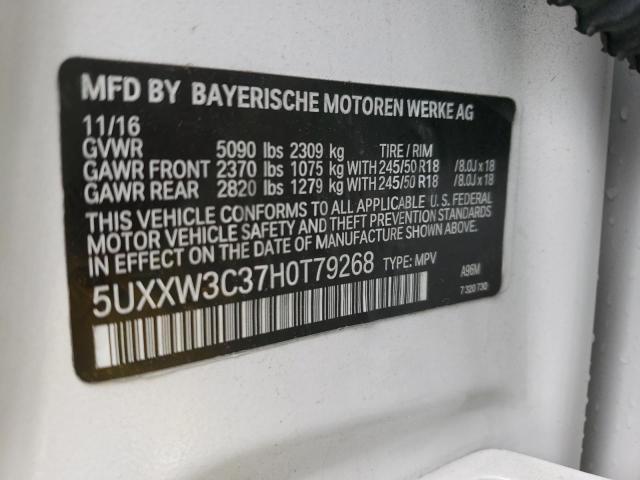 MFD BY BAYERISCHE MOTOREN WERKE AG
11/16
GVWR 5090 lbs 2309 kg TIRE / RIM
GAWR FRONT 2370 lbs 1075 kg WITH 245/50 R18 /8.0J x 18
GAWR REAR 2820 lbs 1279 kg WITH 245/50 R18 /8.0J x 18
THIS VEHICLE CONFORMS TO ALL APPLICABLE U.S. FEDERAL
MOTOR VEHICLE SAFETY AND THEFT PREVENTION STANDARDS
IN EFFECT ON THE DATE OF MANUFACTURE SHOWN ABOVE.
5UXXW3C37H0T79268 TYPE: MPV A96M
7 320 730